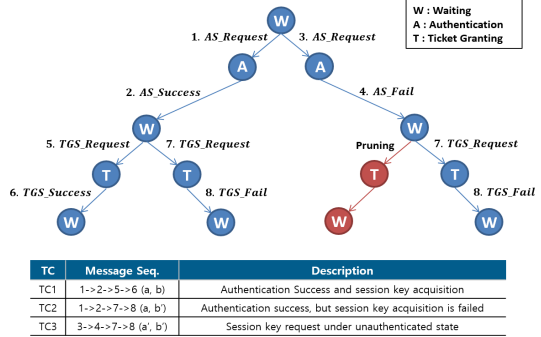 W : Waiting
A : Authentication
T : Ticket Granting
W
1. AS_Request 3. AS_Request
A A
2. AS_Success 4. AS_Fail
W W
5. TGS_Request 7. TGS_Request Pruning 7. TGS_Request
T T T T
6. TGS_Success 8. TGS_Fail 8. TGS_Fail
W W W W
TC Message Seq. Description
TC1 1->2->5->6 (a, b) Authentication Success and session key acquisition
TC2 1->2->7->8 (a, b′) Authentication success, but session key acquisition is failed
TC3 3->4->7->8 (a′, b′) Session key request under unauthenticated state